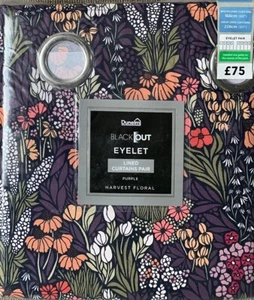 EYELET PAIR
£75
Dunelm
BLACKOUT
EYELET
LINED
CURTAINS PAIR
PURPLE
HARVEST FLORAL